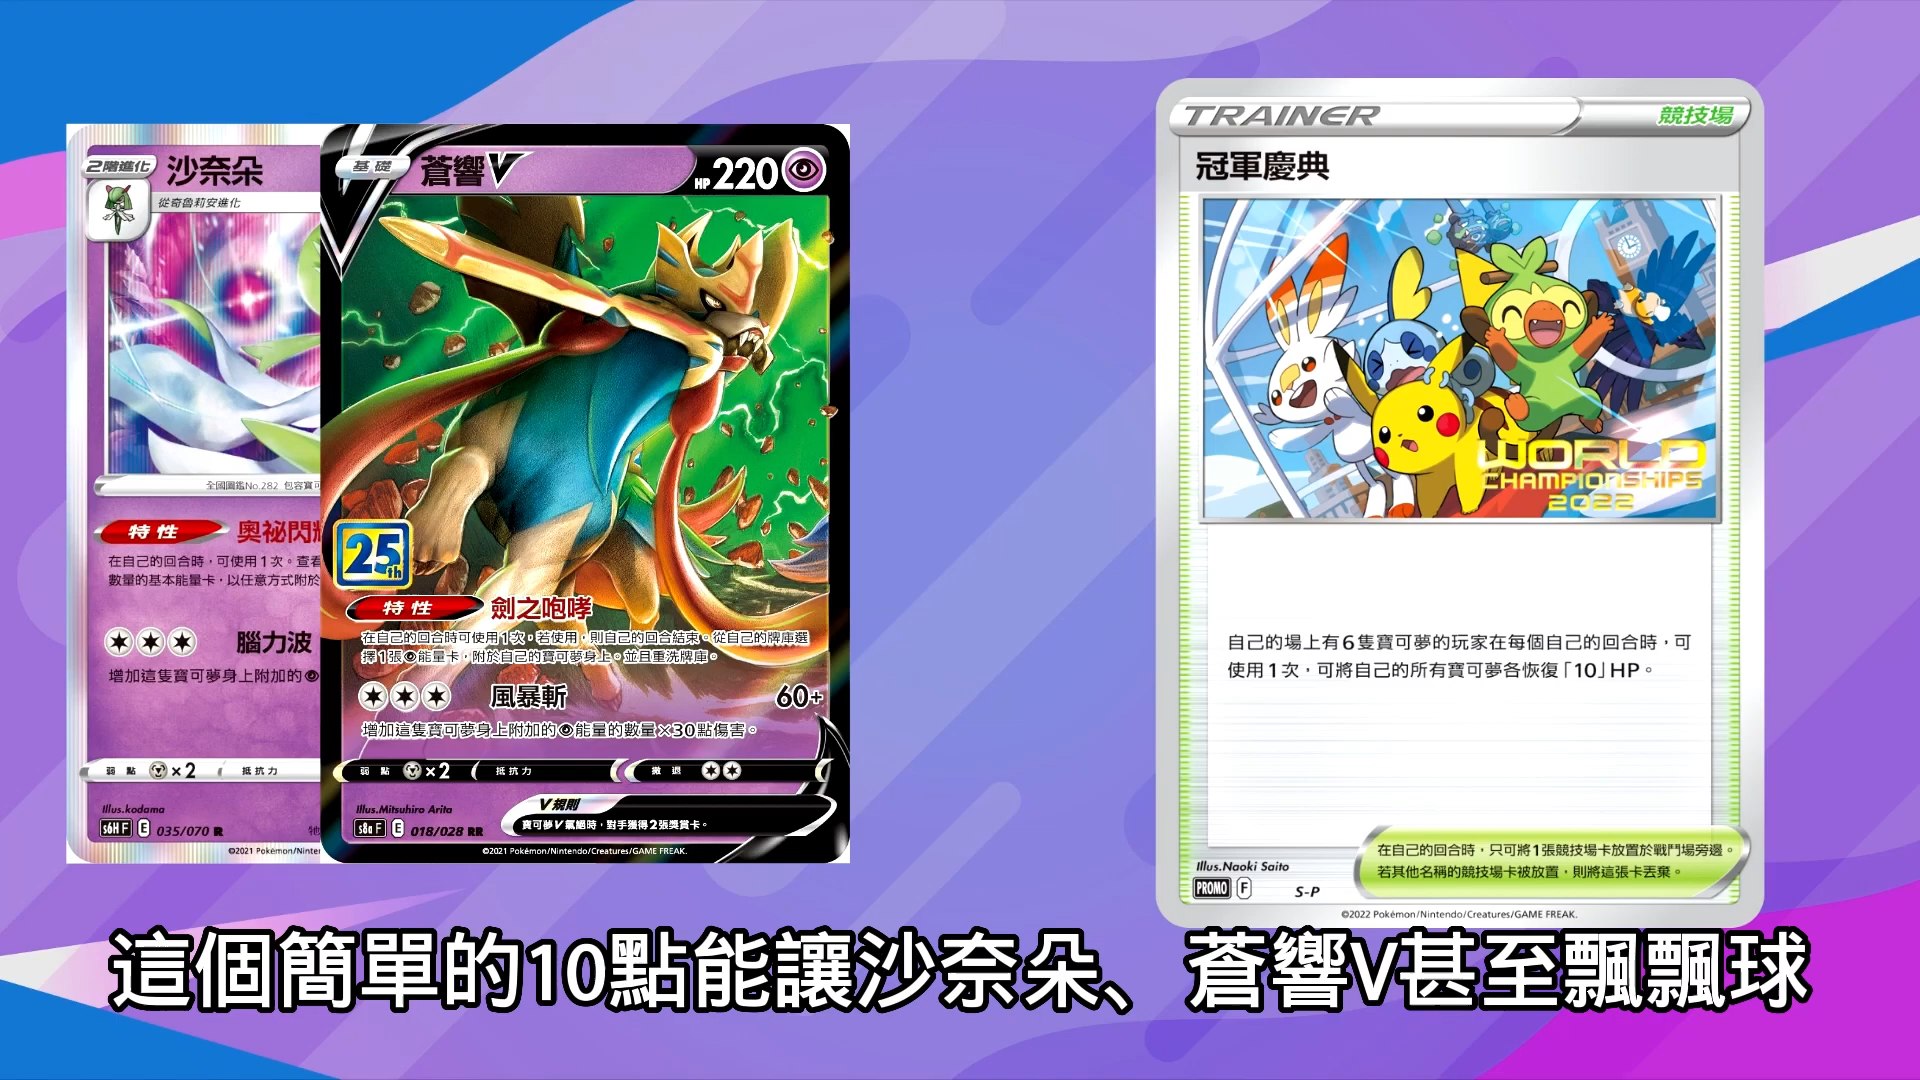 2階進化
沙奈朵
從奇魯莉安進化
全國圖鑑No.282 包容寶可
特性
奧祕閃
在自己的回合時，可使用1次。查看
數量的基本能量卡，以任意方式附於
腦力波
增加這隻寶可夢身上附加的
弱點 ×2 抵抗力
Illus.kodama
s6H F E 035/070 R
©2021 Pokémon/Ninte
基礎
蒼響V
HP 220
25th
特性
劍之咆哮
在自己的回合時可使用1次，若使用，則自己的回合結束。從自己的牌庫選
擇1張能量卡，附於自己的寶可夢身上。並且重洗牌庫。
風暴斬 60+
增加這隻寶可夢身上附加的能量的數量×30點傷害。
弱點 ×2 抵抗力 撤退
Illus.Mitsuhiro Arita
s8a F E 018/028 RR
V規則
寶可夢V氣絕時，對手獲得2張獎賞卡。
©2021 Pokémon/Nintendo/Creatures/GAME FREAK.
TRAINER
競技場
冠軍慶典
WORLD
CHAMPIONSHIPS
2022
自己的場上有6隻寶可夢的玩家在每個自己的回合時，可
使用1次，可將自己的所有寶可夢各恢復「10」HP。
在自己的回合時，只可將1張競技場卡放置於戰鬥場旁邊。
若其他名稱的競技場卡被放置，則將這張卡丟棄。
Illus.Naoki Saito
PROMO F S-P
©2022 Pokémon/Nintendo/Creatures/GAME FREAK.
這個簡單的10點能讓沙奈朵、蒼響V甚至飄飄球